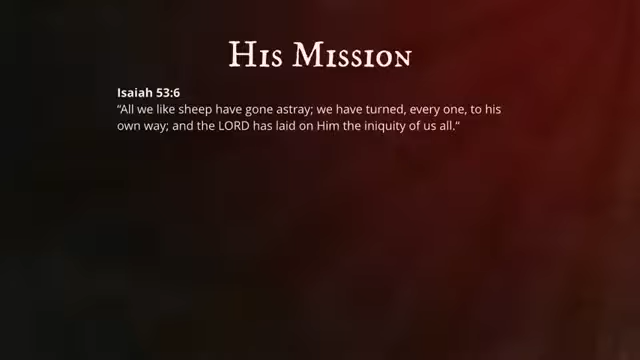 His Mission
Isaiah 53:6
“All we like sheep have gone astray; we have turned, every one, to his
own way; and the LORD has laid on Him the iniquity of us all.”